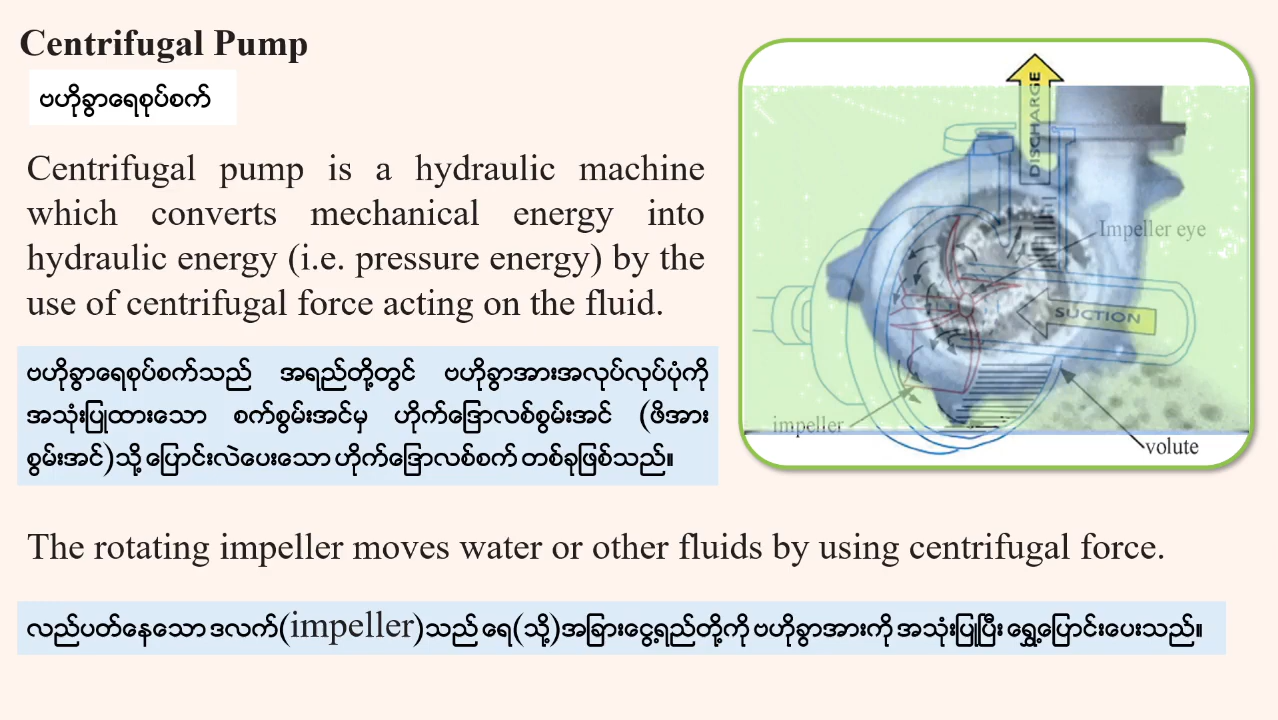 Centrifugal Pump
ဗဟိုခွာရေစုပ်စက်
Centrifugal pump is a hydraulic machine
which converts mechanical energy into
hydraulic energy (i.e. pressure energy) by the
use of centrifugal force acting on the fluid.
ဗဟိုခွာရေစုပ်စက်သည် အရည်တို့တွင် ဗဟိုခွာအားအလုပ်လုပ်ပုံကို
အသုံးပြုထားသော စက်စွမ်းအင်မှ ဟိုက်ဒြောလစ်စွမ်းအင် (ဖိအား
စွမ်းအင်)သို့ ပြောင်းလဲပေးသော ဟိုက်ဒြောလစ်စက် တစ်ခုဖြစ်သည်။
DISCHARGE
Impeller eye
SUCTION
impeller
volute
The rotating impeller moves water or other fluids by using centrifugal force.
လည်ပတ်နေသော ဒလက်(impeller)သည် ရေ(သို့)အခြားငွေ့ရည်တို့ကို ဗဟိုခွာအားကို အသုံးပြုပြီး ရွှေ့ပြောင်းပေးသည်။